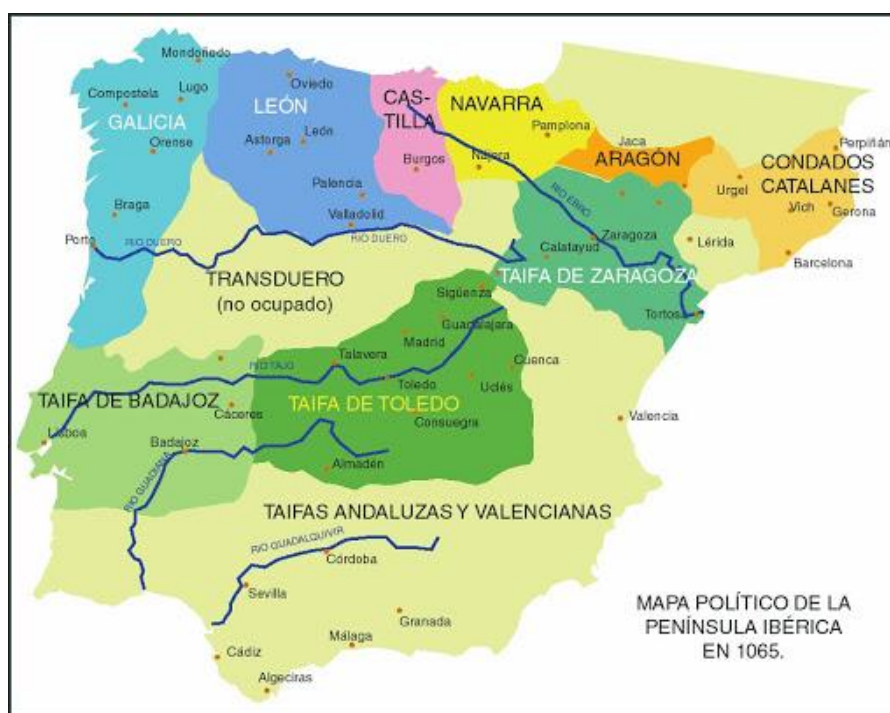 Mondoñedo
Compostela
Lugo
GALICIA
Orense
Braga
Porto
Oviedo
LEÓN
Astorga
León
Palencia
Valladolid
CAS-
TILLA
Burgos
NAVARRA
Pamplona
Nájera
Jaca
ARAGÓN
Perpiñán
CONDADOS
CATALANES
Urgel
Vich
Gerona
Barcelona
RIO EBRO
Zaragoza
Calatayud
Lérida
TAIFA DE ZARAGOZA
Tortosa
RIO DUERO
RIO DUERO
TRANSDUERO
(no ocupado)
Sigüenza
Guadalajara
Madrid
Talavera
RIO TAJO
Toledo
Cuenca
Uclés
TAIFA DE BADAJOZ
Cáceres
TAIFA DE TOLEDO
Consuegra
Valencia
Lisboa
Badajoz
Almadén
RIO GUADIANA
TAIFAS ANDALUZAS Y VALENCIANAS
RIO GUADALQUIVIR
Córdoba
Sevilla
Granada
Málaga
Cádiz
Algeciras
MAPA POLÍTICO DE LA
PENÍNSULA IBÉRICA
EN 1065.